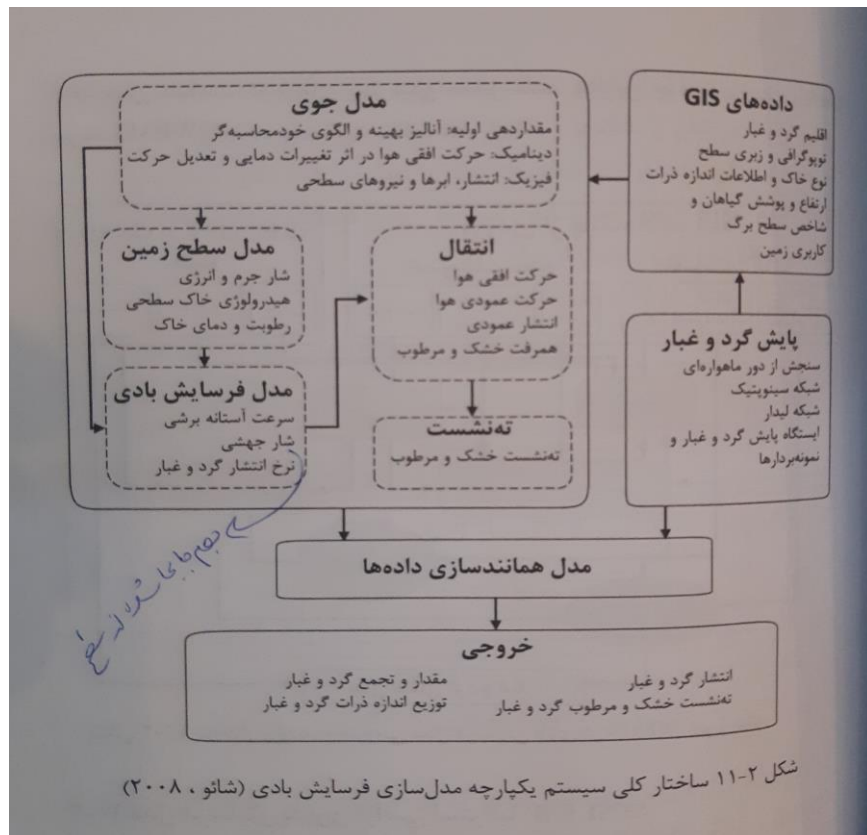 مدل جوی
مقداردهی اولیه: آنالیز بهینه و الگوی خودمحاسبه‌گر
دینامیک: حرکت افقی هوا در اثر تغییرات دمایی و تعدیل حرکت
فیزیک: انتشار، ابرها و نیروهای سطحی
داده‌های GIS
اقلیم گرد و غبار
توپوگرافی و زبری سطح
نوع خاک و اطلاعات اندازه ذرات
ارتفاع و پوشش گیاهان و
شاخص سطح برگ
کاربری زمین
انتقال
حرکت افقی هوا
حرکت عمودی هوا
انتشار عمودی
همرفت خشک و مرطوب
مدل سطح زمین
شار جرم و انرژی
هیدرولوژی خاک سطحی
رطوبت و دمای خاک
پایش گرد و غبار
سنجش از دور ماهواره‌ای
شبکه سینوپتیک
شبکه لیدار
ایستگاه پایش گرد و غبار و
نمونه‌بردارها
مدل فرسایش بادی
سرعت آستانه برشی
شار جهشی
نرخ انتشار گرد و غبار
ته‌نشست
ته‌نشست خشک و مرطوب
جابجا شده از سطح
مدل همانندسازی داده‌ها
خروجی
انتشار گرد و غبار
ته‌نشست خشک و مرطوب گرد و غبار
مقدار و تجمع گرد و غبار
توزیع اندازه ذرات گرد و غبار
شکل ۲-۱۱ ساختار کلی سیستم یکپارچه مدل‌سازی فرسایش بادی (شائو ، ۲۰۰۸)